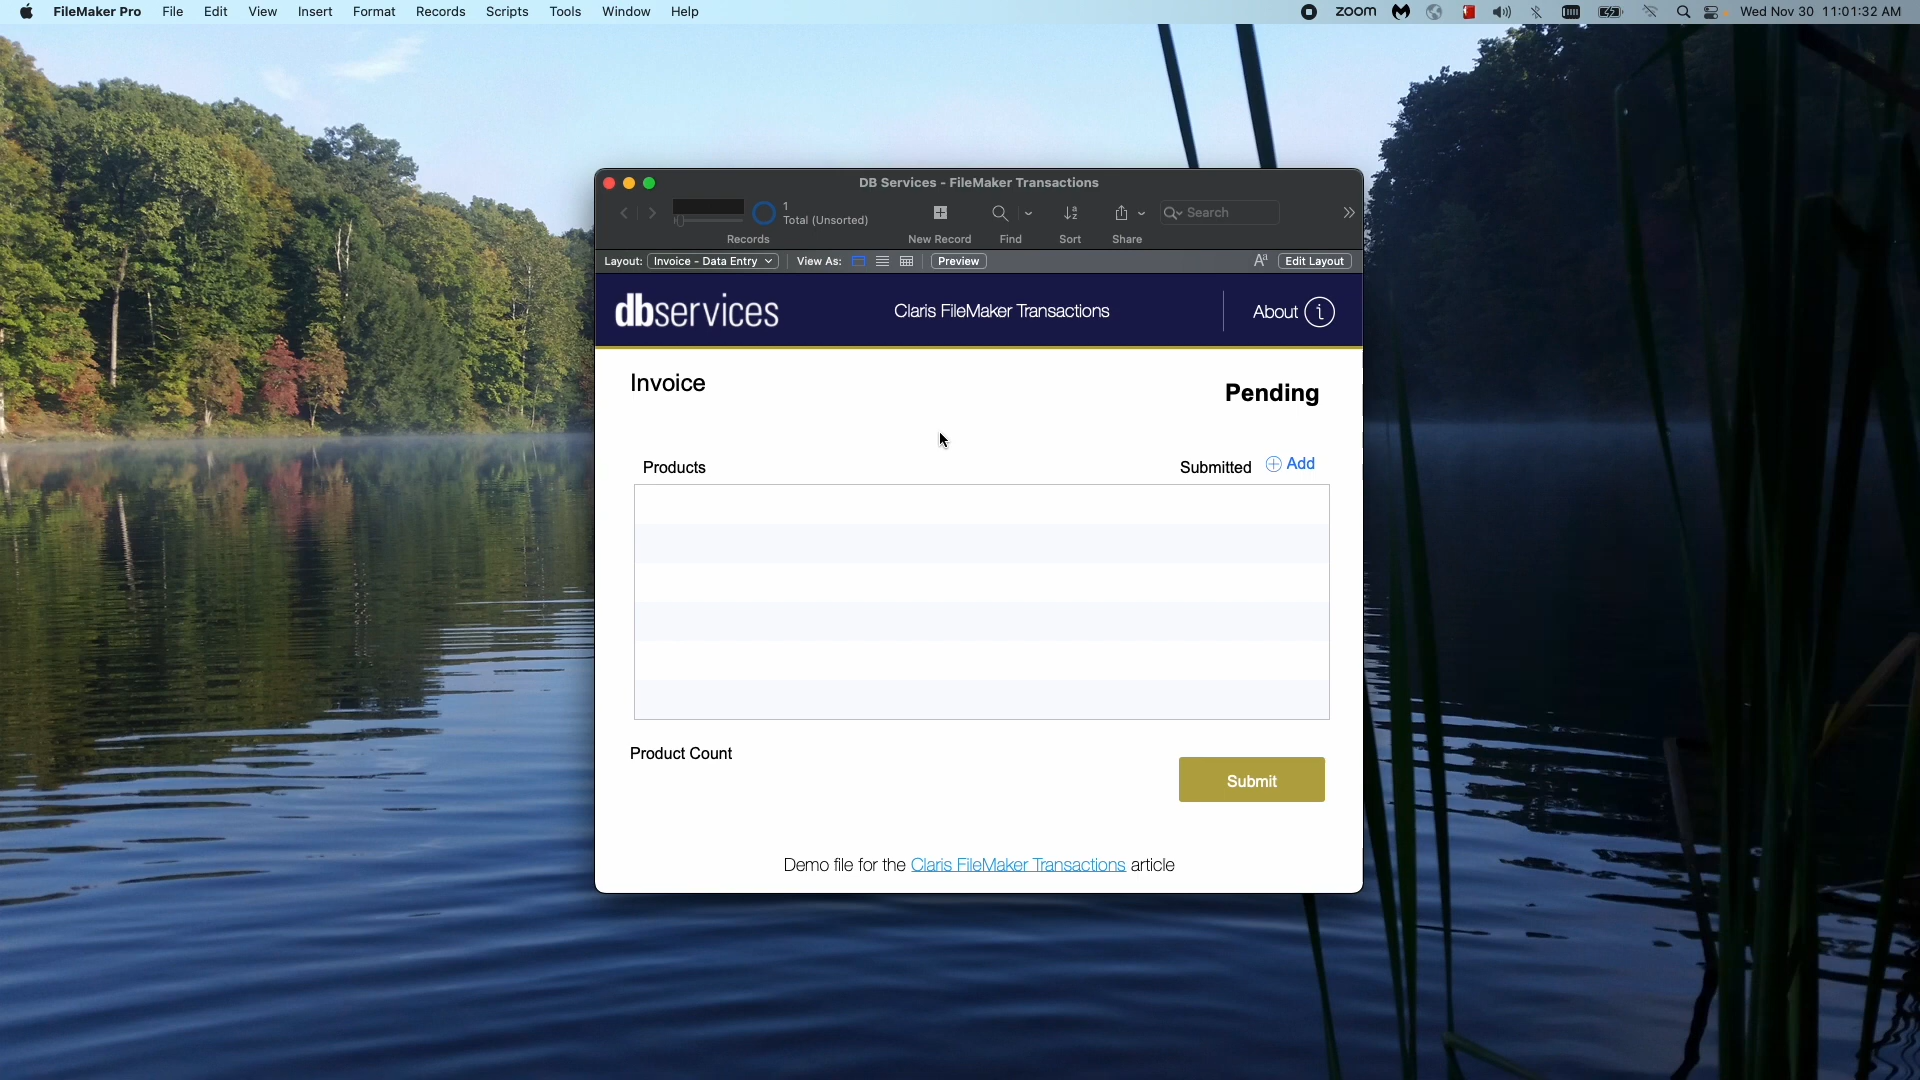 FileMaker Pro File Edit View Insert Format Records Scripts Tools Window Help
zoom Wed Nov 30 11:01:32 AM
DB Services - FileMaker Transactions
1
Total (Unsorted)
Search
Records New Record Find Sort Share
Layout: Invoice - Data Entry View As: Preview Aa Edit Layout
dbservices Claris FileMaker Transactions About i
Invoice
Pending
Products Submitted Add
Product Count
Submit
Demo file for the Claris FileMaker Transactions article